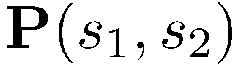 P(s₁, s₂)